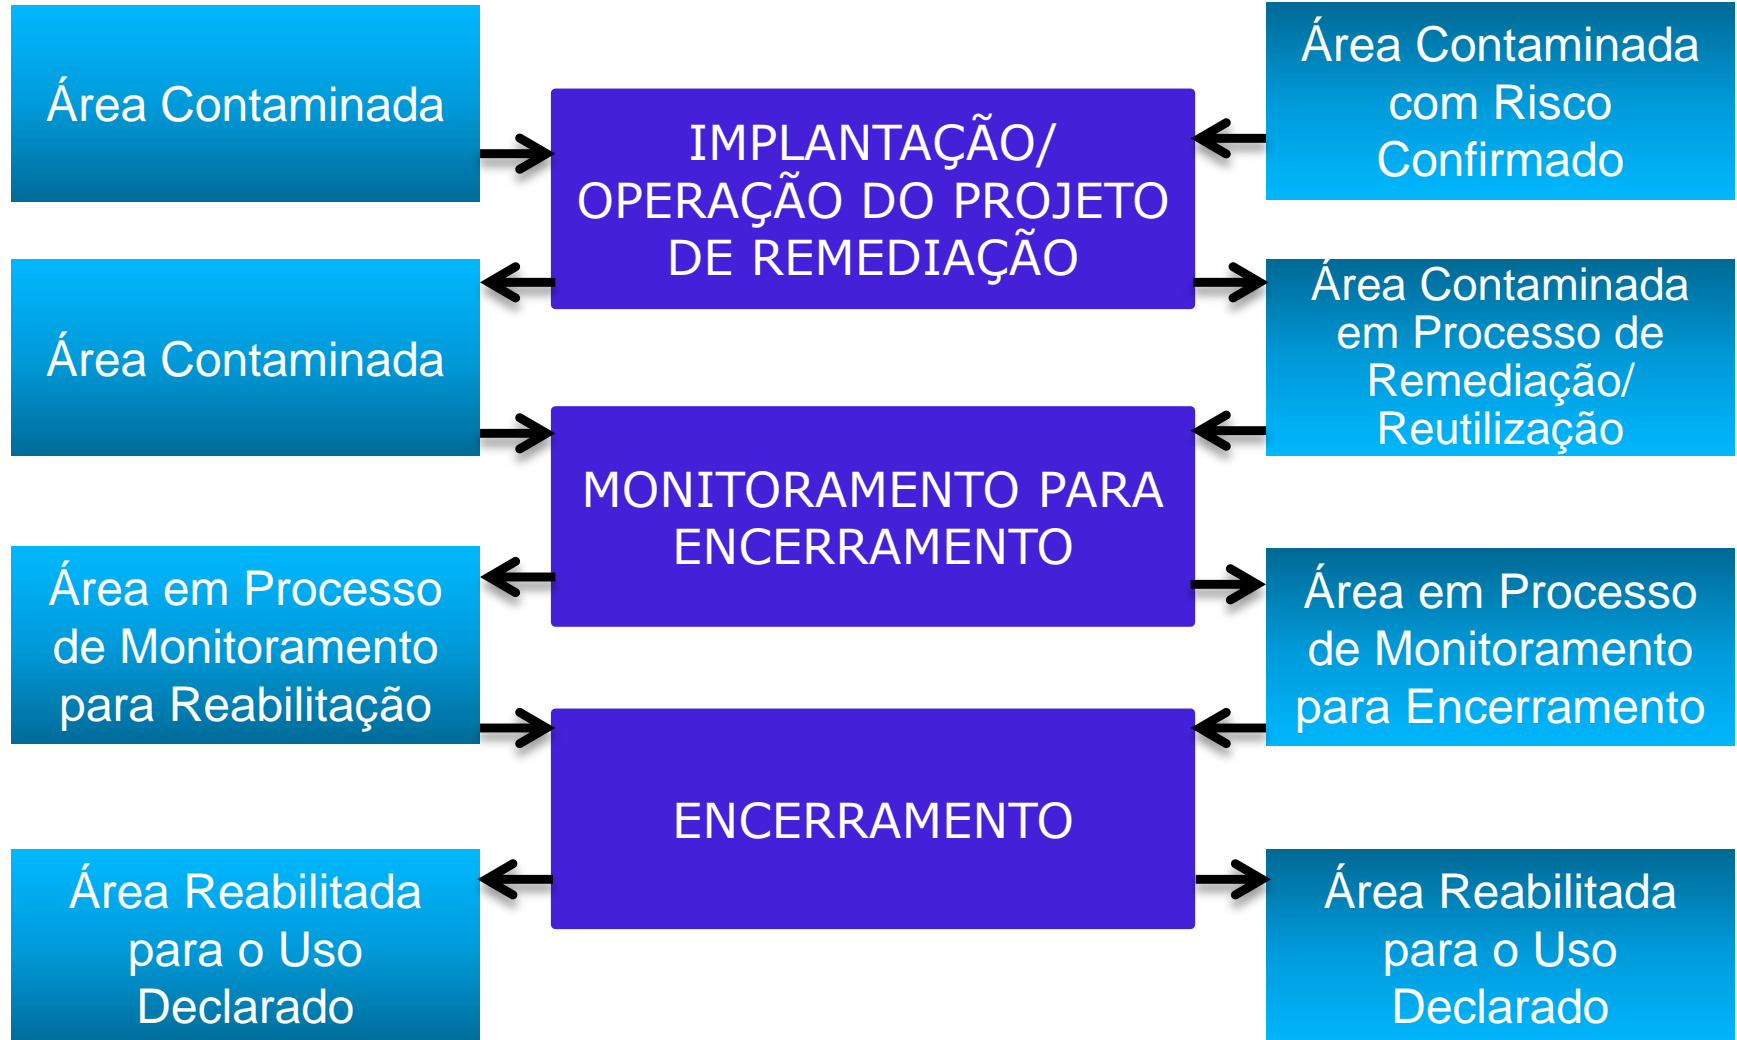 Área Contaminada
Área Contaminada
com Risco
Confirmado
IMPLANTAÇÃO/
OPERAÇÃO DO PROJETO
DE REMEDIAÇÃO
Área Contaminada
Área Contaminada
em Processo de
Remediação/
Reutilização
MONITORAMENTO PARA
ENCERRAMENTO
Área em Processo
de Monitoramento
para Reabilitação
Área em Processo
de Monitoramento
para Encerramento
ENCERRAMENTO
Área Reabilitada
para o Uso
Declarado
Área Reabilitada
para o Uso
Declarado